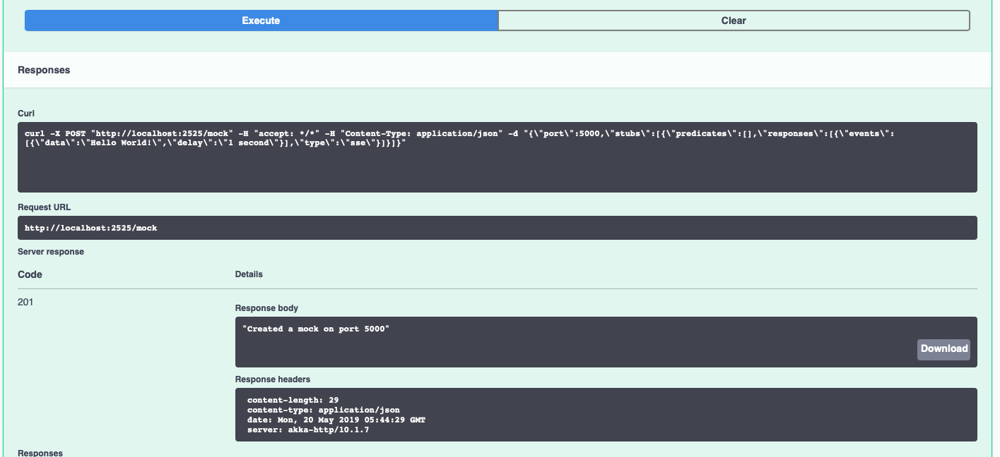 Execute
Clear
Responses
Curl
curl -X POST "http://localhost:2525/mock" -H "accept: */*" -H "Content-Type: application/json" -d "{\"port\":5000,\"stubs\":[{\"predicates\":[],\"responses\":[{\"events\":
[{\"data\":\"Hello World!\",\"delay\":\"1 second\"}],\"type\":\"sse\"}]}]}"
Request URL
http://localhost:2525/mock
Server response
Code
Details
201
Response body
"Created a mock on port 5000"
Download
Response headers
content-length: 29
content-type: application/json
date: Mon, 20 May 2019 05:44:29 GMT
server: akka-http/10.1.7
Responses